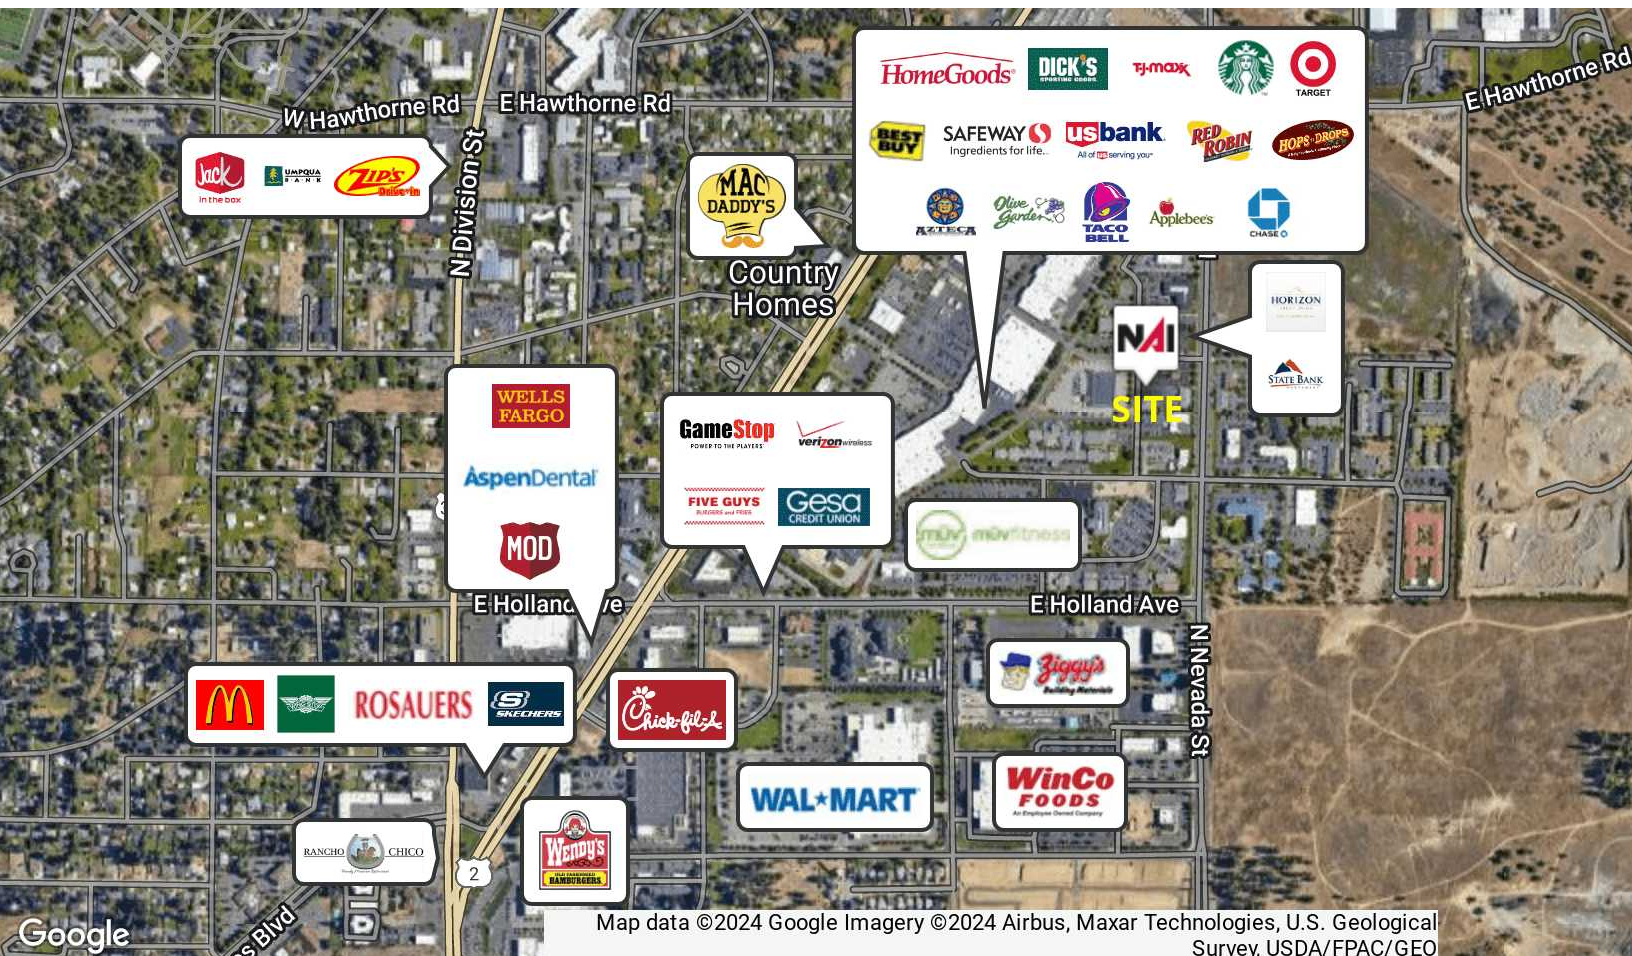 W Hawthorne Rd
E Hawthorne Rd
E Hawthorne Rd
N Division St
HomeGoods
DICK'S
SPORTING GOODS
T·J·maxx
TARGET
BEST
BUY
SAFEWAY
Ingredients for life..
usbank
All of us serving you
RED
ROBIN
HOPS n DROPS
AZTECA
Olive
Garden
TACO
BELL
Applebee's
CHASE
Jack
in the box
UMPQUA
BANK
ZIP'S
Drive-in
MAC
DADDY'S
Country
Homes
NAI
SITE
HORIZON
STATE BANK
WELLS
FARGO
AspenDental
MOD
GameStop
POWER TO THE PLAYERS
verizonwireless
FIVE GUYS
BURGERS and FRIES
Gesa
CREDIT UNION
müv
müvfitness
E Holland Ave
E Holland Ave
N Nevada St
Ziggy's
Building Materials
M
ROSAUERS
S
SKECHERS
Chick-fil-A
WAL★MART
WinCo
FOODS
An Employee Owned Company
RANCHO CHICO
2
WENDY'S
OLD FASHIONED
HAMBURGERS
s Blvd
Google
Map data ©2024 Google Imagery ©2024 Airbus, Maxar Technologies, U.S. Geological
Survey, USDA/FPAC/GEO